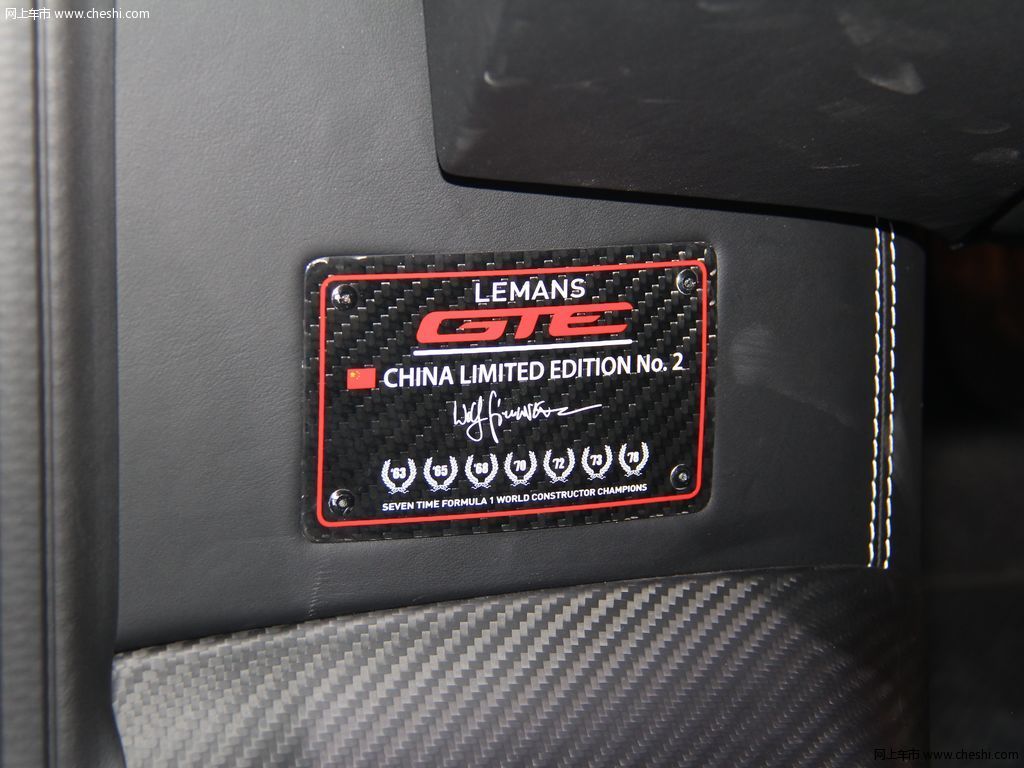 网上车市 www.cheshi.com
LEMANS
GTE
CHINA LIMITED EDITION No. 2
'63 '65 '68 '70 '72 '73 '78
SEVEN TIME FORMULA 1 WORLD CONSTRUCTOR CHAMPIONS
网上车市 www.cheshi.com